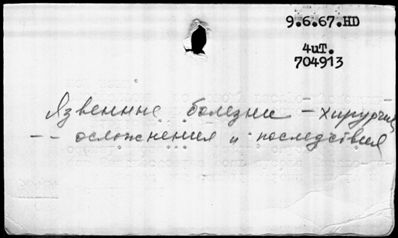 9.6.67.HD
4uT.
704913
Язвенные болезни – хирургия
-- осложнения и последствия